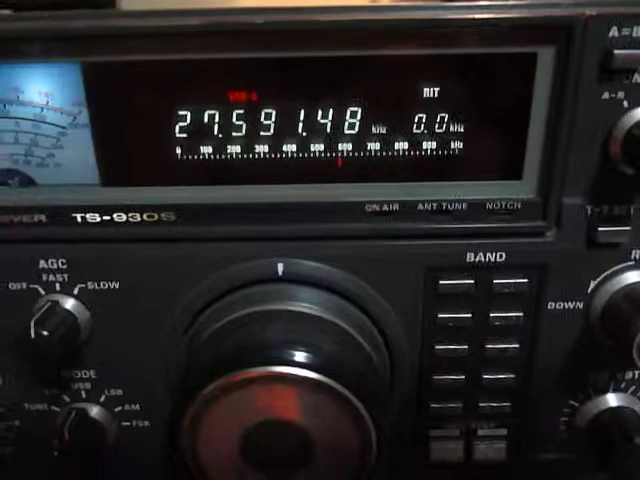 A=B
VFO-A
RIT
A-R
27.591.48 kHz 0.0 kHz
0 100 200 300 400 500 600 700 800 900 kHz
TS-930S
ON AIR ANT TUNE NOTCH
AGC
OFF FAST SLOW
BAND
DOWN
MODE
TUNE USB LSB AM FSK
STEP